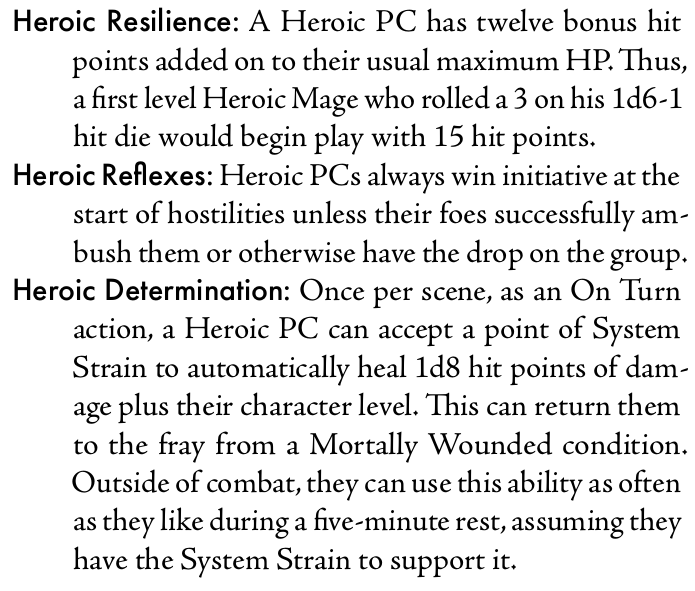 Heroic Resilience: A Heroic PC has twelve bonus hit
points added on to their usual maximum HP. Thus,
a first level Heroic Mage who rolled a 3 on his 1d6-1
hit die would begin play with 15 hit points.
Heroic Reflexes: Heroic PCs always win initiative at the
start of hostilities unless their foes successfully am-
bush them or otherwise have the drop on the group.
Heroic Determination: Once per scene, as an On Turn
action, a Heroic PC can accept a point of System
Strain to automatically heal 1d8 hit points of dam-
age plus their character level. This can return them
to the fray from a Mortally Wounded condition.
Outside of combat, they can use this ability as often
as they like during a five-minute rest, assuming they
have the System Strain to support it.